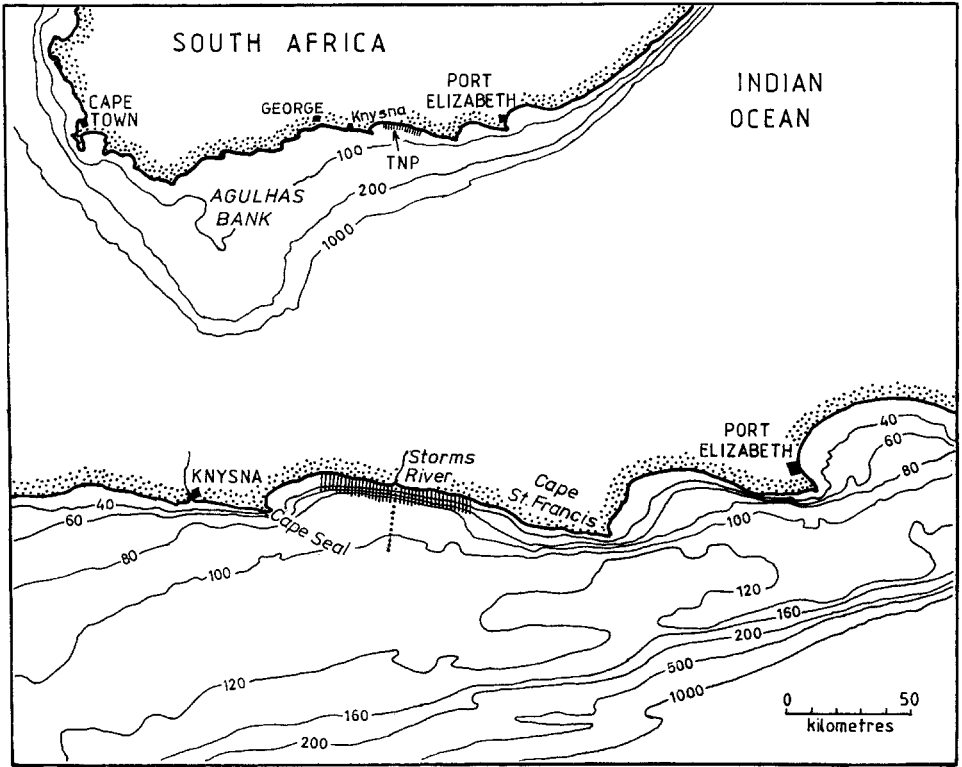 SOUTH AFRICA
INDIAN
OCEAN
CAPE
TOWN
GEORGE
Knysna
PORT
ELIZABETH
TNP
100
200
1000
AGULHAS
BANK
KNYSNA
Storms
River
Cape
St Francis
PORT
ELIZABETH
Cape Seal
40
60
80
100
120
160
200
40
60
80
100
120
160
200
500
1000
0 50
kilometres